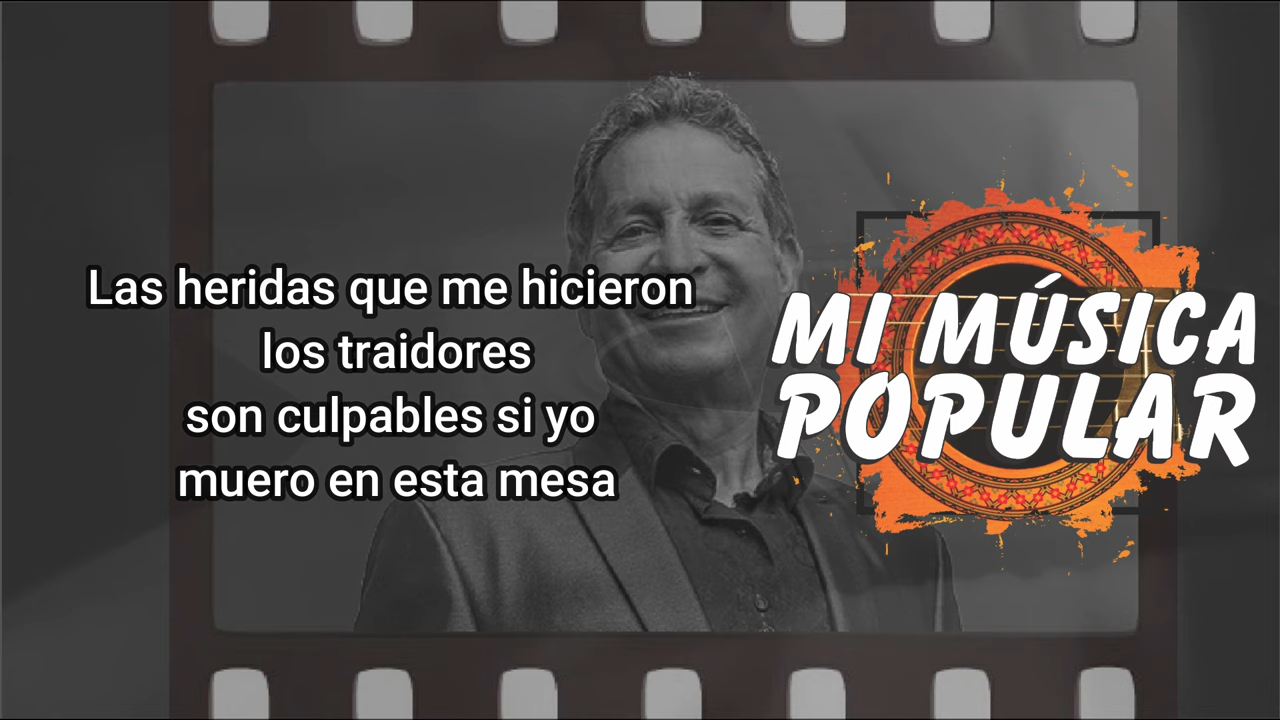 Las heridas que me hicieron
los traidores
son culpables si yo
muero en esta mesa
MI MÚSICA
POPULAR